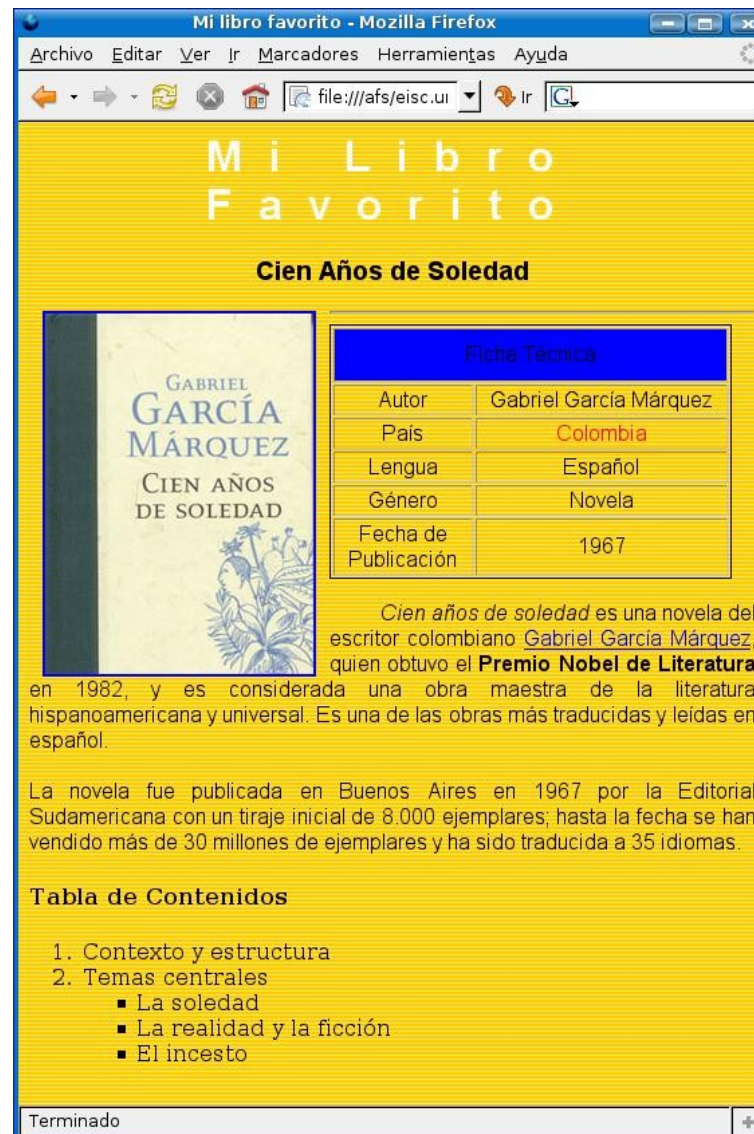 Mi libro favorito - Mozilla Firefox
Archivo Editar Ver Ir Marcadores Herramientas Ayuda
file:///afs/eisc.ui Ir G
Mi Libro
Favorito
Cien Años de Soledad
GABRIEL
GARCÍA
MÁRQUEZ
CIEN AÑOS
DE SOLEDAD
Ficha Técnica
Autor Gabriel García Márquez
País Colombia
Lengua Español
Género Novela
Fecha de
Publicación 1967
Cien años de soledad es una novela del
escritor colombiano Gabriel García Márquez,
quien obtuvo el Premio Nobel de Literatura
en 1982, y es considerada una obra maestra de la literatura
hispanoamericana y universal. Es una de las obras más traducidas y leídas en
español.
La novela fue publicada en Buenos Aires en 1967 por la Editorial
Sudamericana con un tiraje inicial de 8.000 ejemplares; hasta la fecha se han
vendido más de 30 millones de ejemplares y ha sido traducida a 35 idiomas.
Tabla de Contenidos
1. Contexto y estructura
2. Temas centrales
▪ La soledad
▪ La realidad y la ficción
▪ El incesto
Terminado